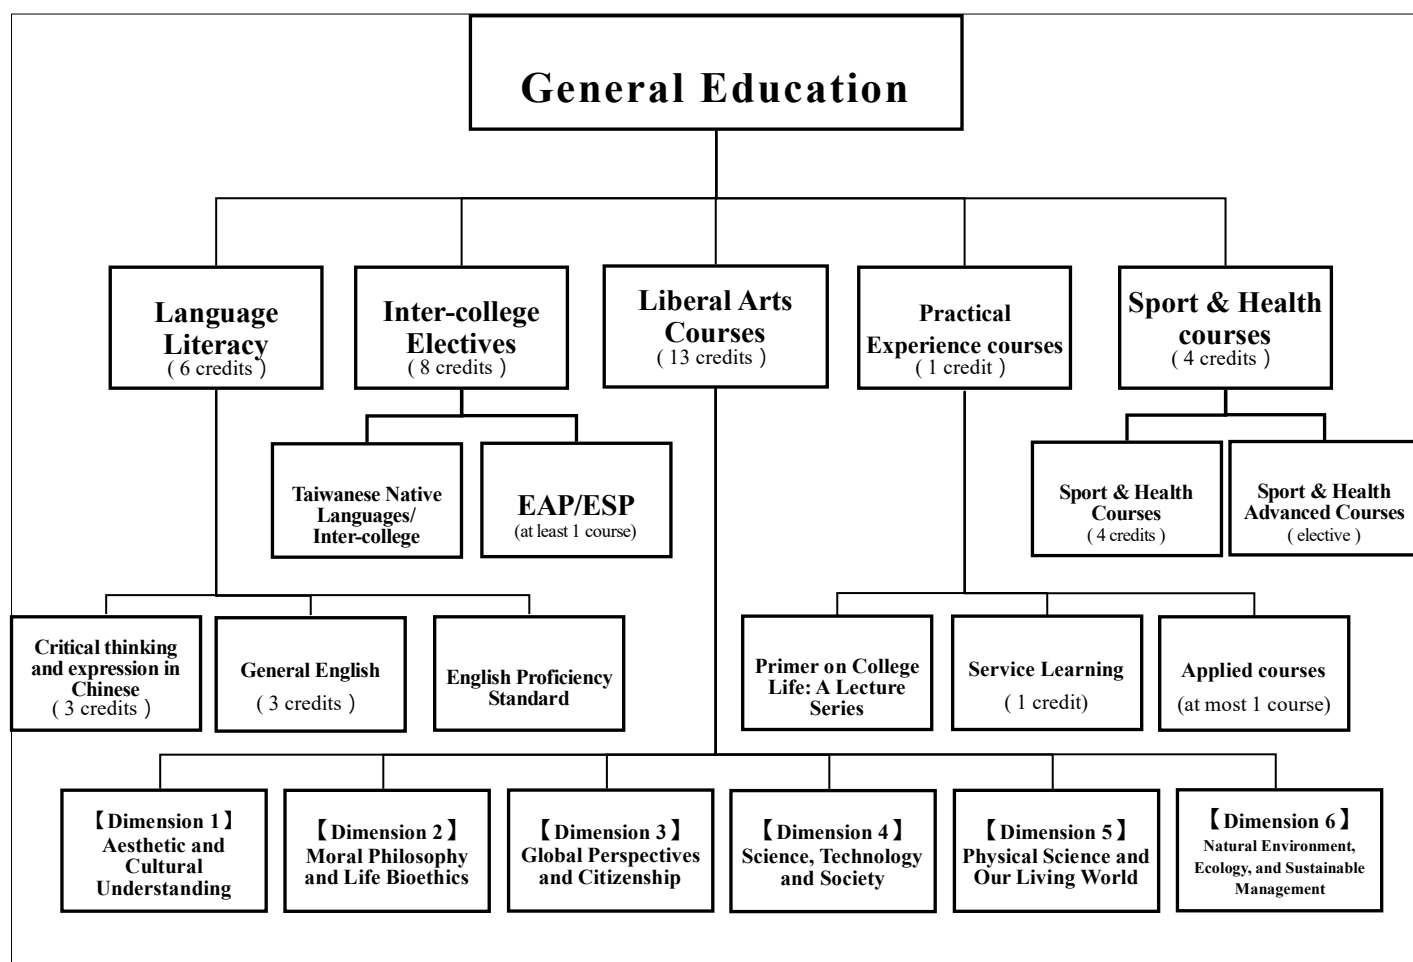 General Education
Language
Literacy
( 6 credits )
Inter-college
Electives
( 8 credits )
Liberal Arts
Courses
( 13 credits )
Practical
Experience courses
( 1 credit )
Sport & Health
courses
( 4 credits )
Taiwanese Native
Languages/
Inter-college
EAP/ESP
(at least 1 course)
Sport & Health
Courses
( 4 credits )
Sport & Health
Advanced Courses
( elective )
Critical thinking
and expression in
Chinese
( 3 credits )
General English
( 3 credits )
English Proficiency
Standard
Primer on College
Life: A Lecture
Series
Service Learning
( 1 credit)
Applied courses
(at most 1 course)
【Dimension 1】
Aesthetic and
Cultural
Understanding
【Dimension 2】
Moral Philosophy
and Life Bioethics
【Dimension 3】
Global Perspectives
and Citizenship
【Dimension 4】
Science, Technology
and Society
【Dimension 5】
Physical Science and
Our Living World
【Dimension 6】
Natural Environment,
Ecology, and Sustainable
Management